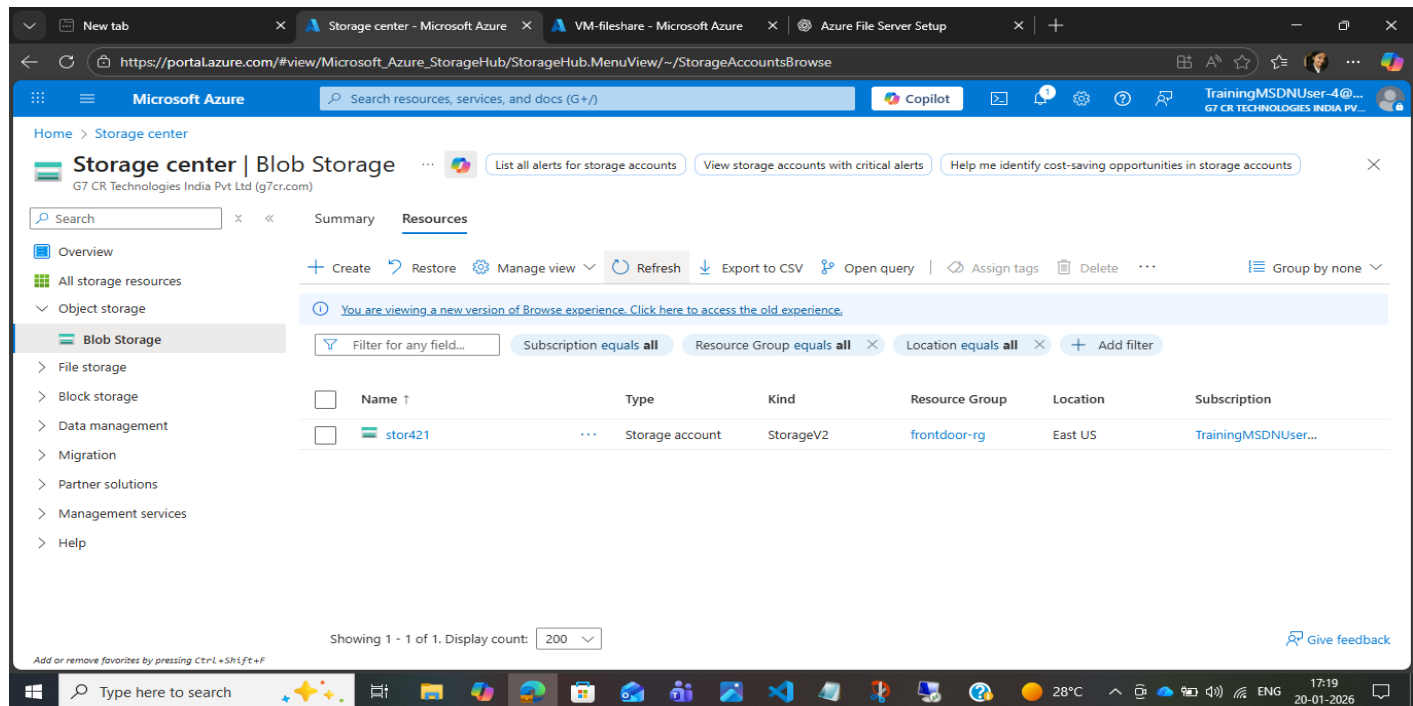 New tab
Storage center - Microsoft Azure
VM-fileshare - Microsoft Azure
Azure File Server Setup
https://portal.azure.com/#view/Microsoft_Azure_StorageHub/StorageHub.MenuView/~/StorageAccountsBrowse
Microsoft Azure
Search resources, services, and docs (G+/)
Copilot
1
TrainingMSDNUser-4@...
G7 CR TECHNOLOGIES INDIA PV...
Home > Storage center
Storage center | Blob Storage ...
G7 CR Technologies India Pvt Ltd (g7cr.com)
List all alerts for storage accounts
View storage accounts with critical alerts
Help me identify cost-saving opportunities in storage accounts
Search
Overview
All storage resources
Object storage
Blob Storage
File storage
Block storage
Data management
Migration
Partner solutions
Management services
Help
Add or remove favorites by pressing Ctrl+Shift+F
Summary Resources
Create Restore Manage view Refresh Export to CSV Open query Assign tags Delete ... Group by none
You are viewing a new version of Browse experience. Click here to access the old experience.
Filter for any field... Subscription equals all Resource Group equals all Location equals all Add filter
Name ↑ Type Kind Resource Group Location Subscription
stor421 ... Storage account StorageV2 frontdoor-rg East US TrainingMSDNUser...
Showing 1 - 1 of 1. Display count: 200
Give feedback
Type here to search
28°C
ENG
17:19
20-01-2026